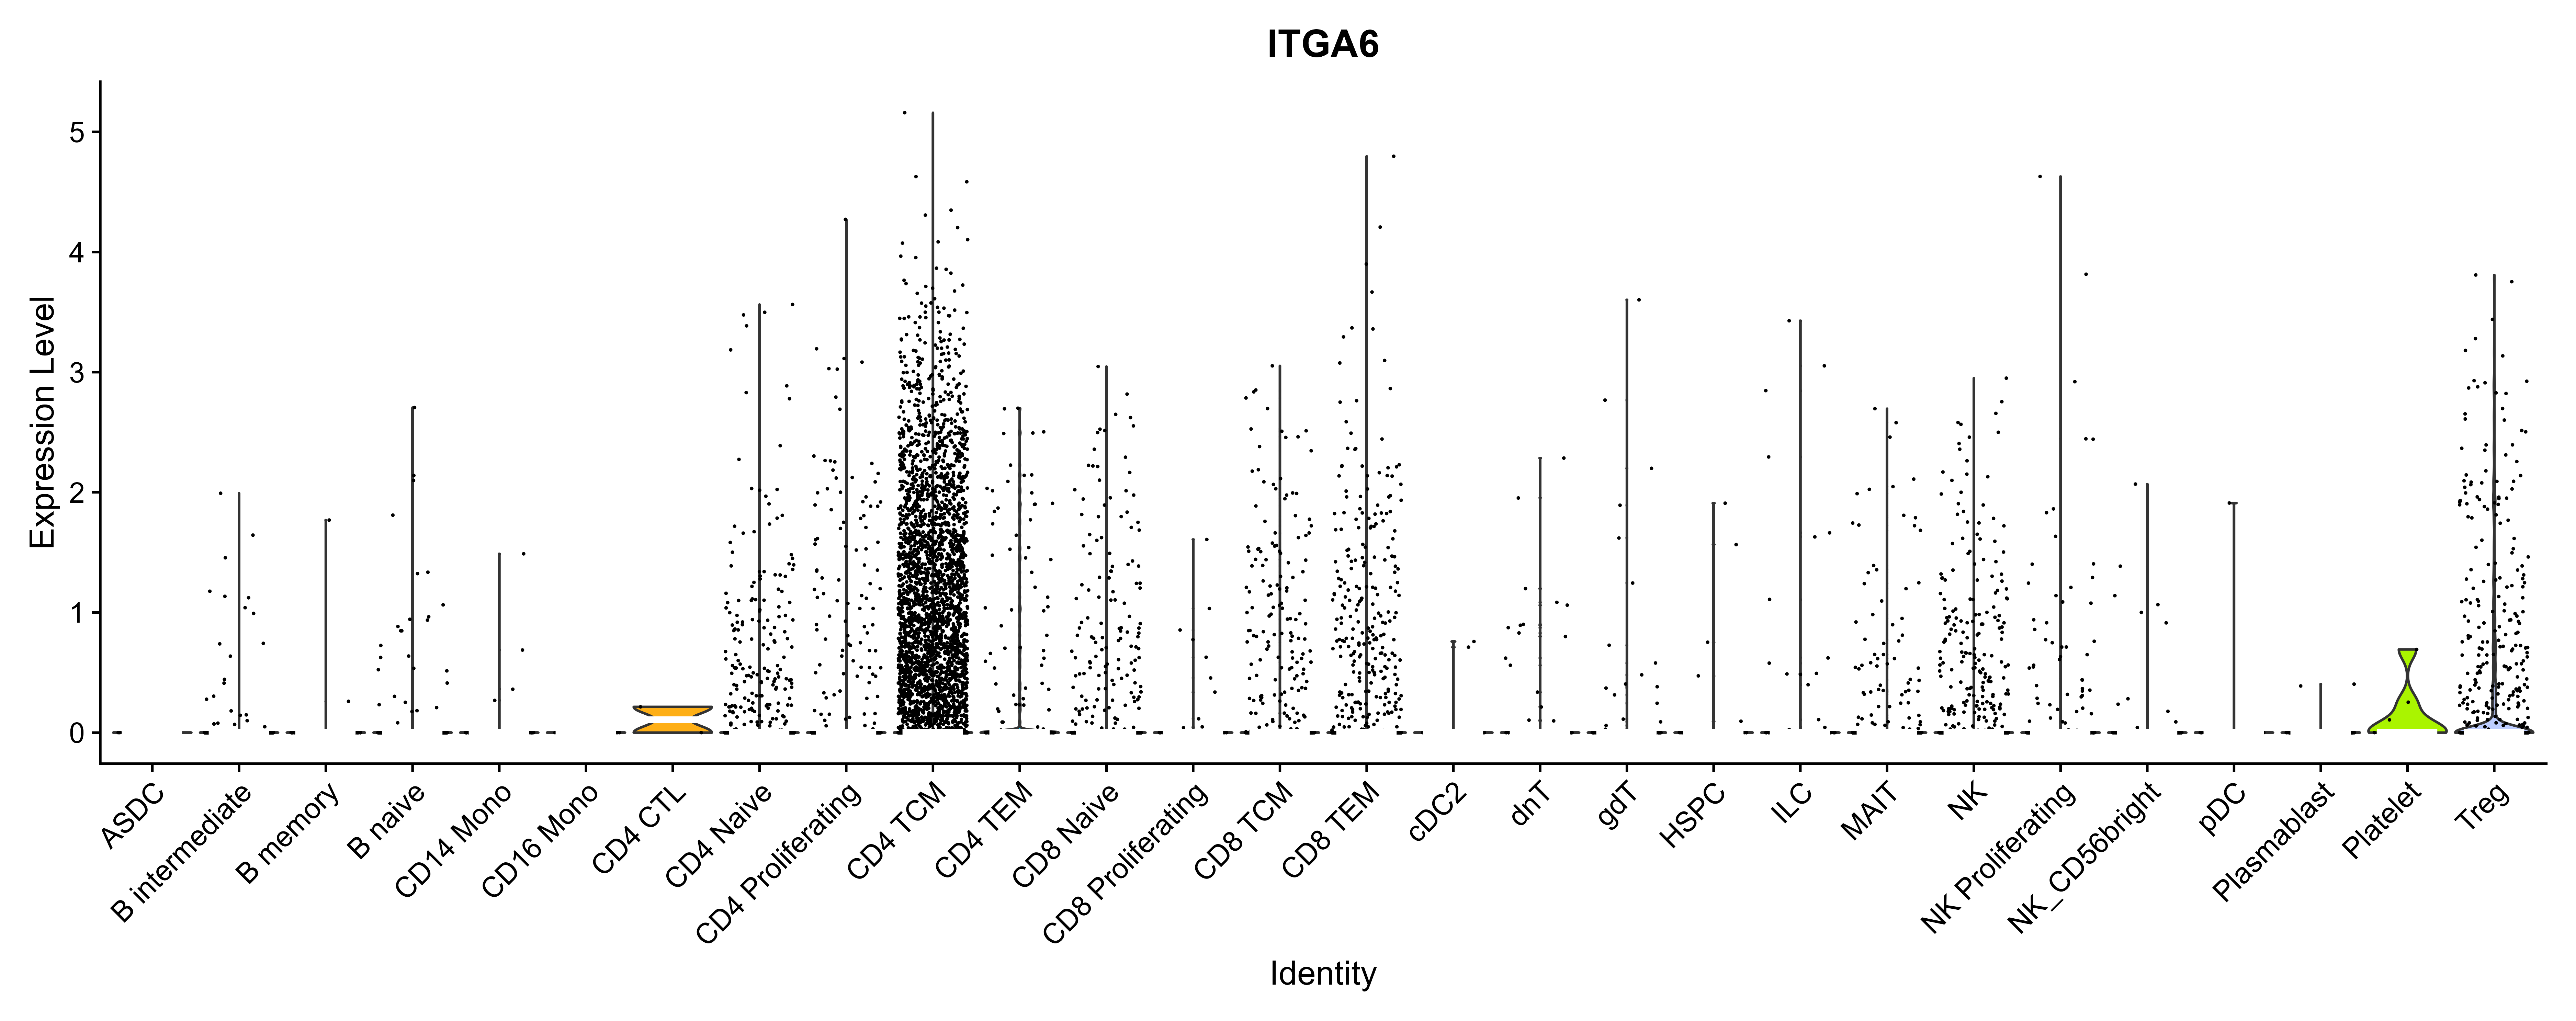 ITGA6
Expression Level
5
4
3
2
1
0
ASDC
B intermediate
B memory
B naive
CD14 Mono
CD16 Mono
CD4 CTL
CD4 Naive
CD4 Proliferating
CD4 TCM
CD4 TEM
CD8 Naive
CD8 Proliferating
CD8 TCM
CD8 TEM
cDC2
dnT
gdT
HSPC
ILC
MAIT
NK
NK Proliferating
NK_CD56bright
pDC
Plasmablast
Platelet
Treg
Identity